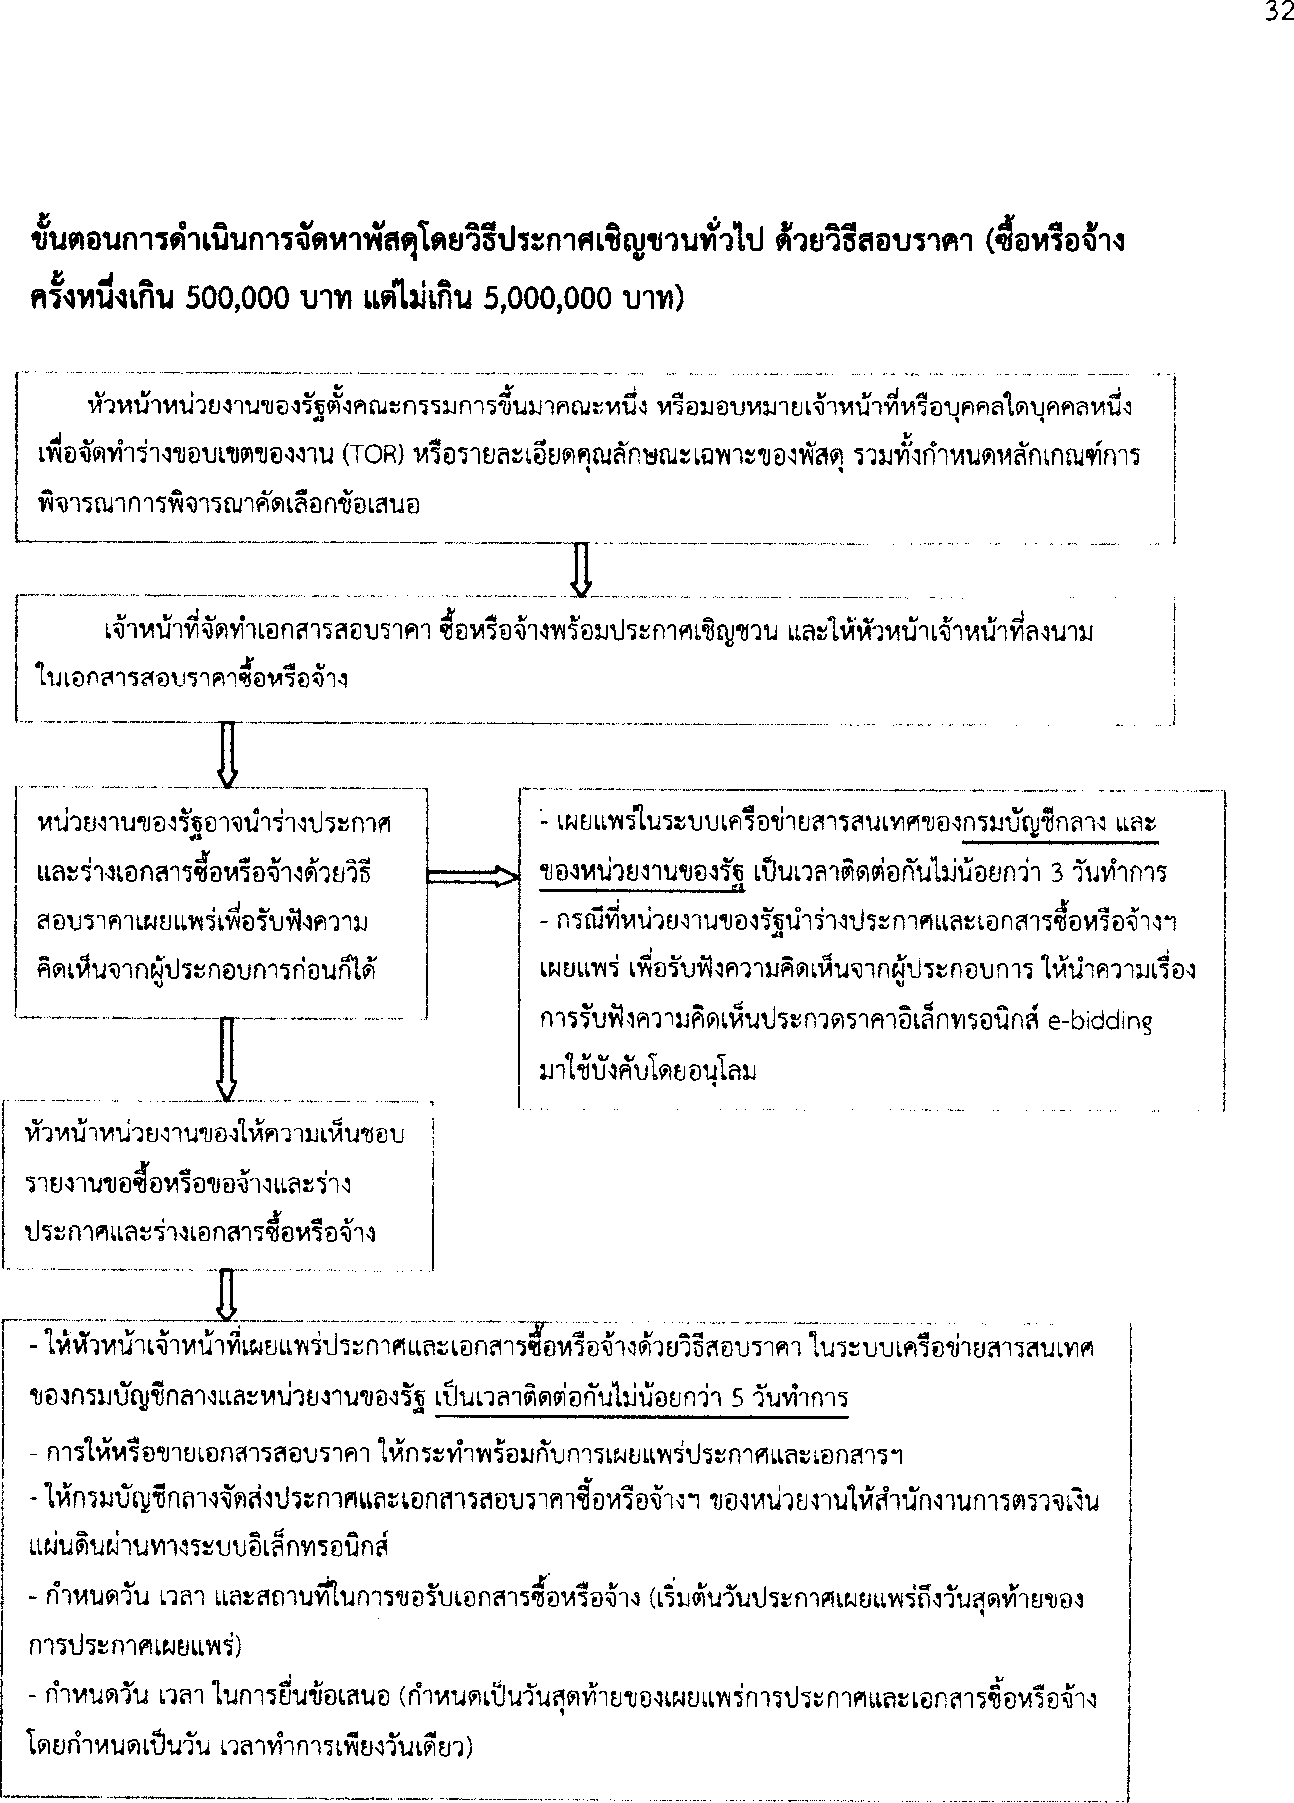 32
ขั้นตอนการดำเนินการจัดหาพัสดุโดยวิธีประกาศเชิญชวนทั่วไป ด้วยวิธีสอบราคา (ซื้อหรือจ้าง
ครั้งหนึ่งเกิน 500,000 บาท แต่ไม่เกิน 5,000,000 บาท)
หัวหน้าหน่วยงานของรัฐตั้งคณะกรรมการขึ้นมาคณะหนึ่ง หรือมอบหมายเจ้าหน้าที่หรือบุคคลใดบุคคลหนึ่ง
เพื่อจัดทำร่างขอบเขตของงาน (TOR) หรือรายละเอียดคุณลักษณะเฉพาะของพัสดุ รวมทั้งกำหนดหลักเกณฑ์การ
พิจารณาการพิจารณาคัดเลือกข้อเสนอ
เจ้าหน้าที่จัดทำเอกสารสอบราคา ซื้อหรือจ้างพร้อมประกาศเชิญชวน และให้หัวหน้าเจ้าหน้าที่ลงนาม
ในเอกสารสอบราคาซื้อหรือจ้าง
หน่วยงานของรัฐอาจนำร่างประกาศ
และร่างเอกสารซื้อหรือจ้างด้วยวิธี
สอบราคาเผยแพร่เพื่อรับฟังความ
คิดเห็นจากผู้ประกอบการก่อนก็ได้
- เผยแพร่ในระบบเครือข่ายสารสนเทศของกรมบัญชีกลาง และ
ของหน่วยงานของรัฐ เป็นเวลาติดต่อกันไม่น้อยกว่า 3 วันทำการ
- กรณีที่หน่วยงานของรัฐนำร่างประกาศและเอกสารซื้อหรือจ้างฯ
เผยแพร่ เพื่อรับฟังความคิดเห็นจากผู้ประกอบการ ให้นำความเรื่อง
การรับฟังความคิดเห็นประกวดราคาอิเล็กทรอนิกส์ e-bidding
มาใช้บังคับโดยอนุโลม
หัวหน้าหน่วยงานของให้ความเห็นชอบ
รายงานขอซื้อหรือขอจ้างและร่าง
ประกาศและร่างเอกสารซื้อหรือจ้าง
- ให้หัวหน้าเจ้าหน้าที่เผยแพร่ประกาศและเอกสารซื้อหรือจ้างด้วยวิธีสอบราคา ในระบบเครือข่ายสารสนเทศ
ของกรมบัญชีกลางและหน่วยงานของรัฐ เป็นเวลาติดต่อกันไม่น้อยกว่า 5 วันทำการ
- การให้หรือขายเอกสารสอบราคา ให้กระทำพร้อมกับการเผยแพร่ประกาศและเอกสารฯ
- ให้กรมบัญชีกลางจัดส่งประกาศและเอกสารสอบราคาซื้อหรือจ้างฯ ของหน่วยงานให้สำนักงานการตรวจเงิน
แผ่นดินผ่านทางระบบอิเล็กทรอนิกส์
- กำหนดวัน เวลา และสถานที่ในการขอรับเอกสารซื้อหรือจ้าง (เริ่มต้นวันประกาศเผยแพร่ถึงวันสุดท้ายของ
การประกาศเผยแพร่)
- กำหนดวัน เวลา ในการยื่นข้อเสนอ (กำหนดเป็นวันสุดท้ายของเผยแพร่การประกาศและเอกสารซื้อหรือจ้าง
โดยกำหนดเป็นวัน เวลาทำการเพียงวันเดียว)